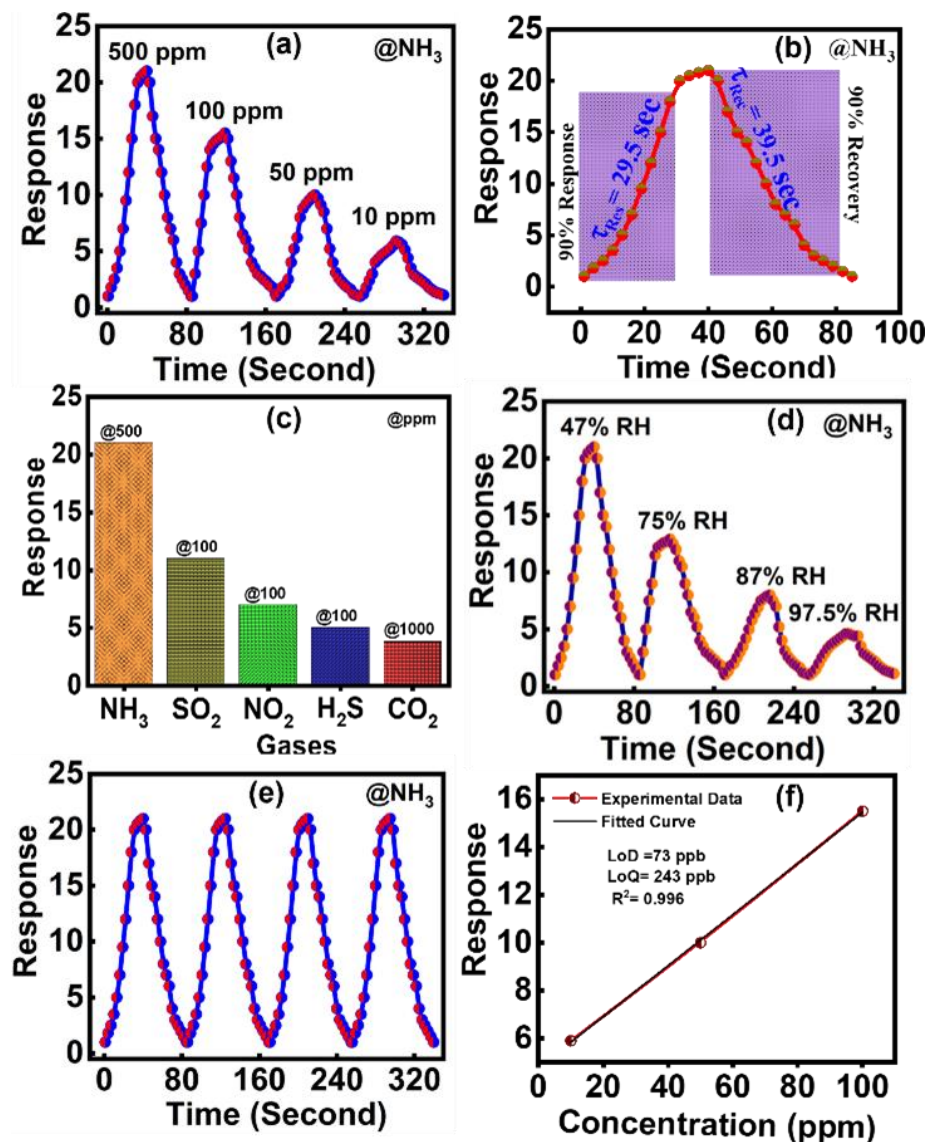 (a)
@NH₃
500 ppm
100 ppm
50 ppm
10 ppm
Response
25
20
15
10
5
0
0 80 160 240 320
Time (Second)
(b)
@NH₃
90% Response
τRes = 29.5 sec
τRec = 39.5 sec
90% Recovery
Response
25
20
15
10
5
0
0 20 40 60 80 100
Time (Second)
(c)
@ppm
@500
@100
@100
@100
@1000
Response
25
20
15
10
5
0
NH₃ SO₂ NO₂ H₂S CO₂
Gases
(d)
@NH₃
47% RH
75% RH
87% RH
97.5% RH
Response
25
20
15
10
5
0
0 80 160 240 320
Time (Second)
(e)
@NH₃
Response
25
20
15
10
5
0
0 80 160 240 320
Time (Second)
(f)
Experimental Data
Fitted Curve
LoD =73 ppb
LoQ= 243 ppb
R²= 0.996
Response
16
14
12
10
8
6
0 20 40 60 80 100
Concentration (ppm)